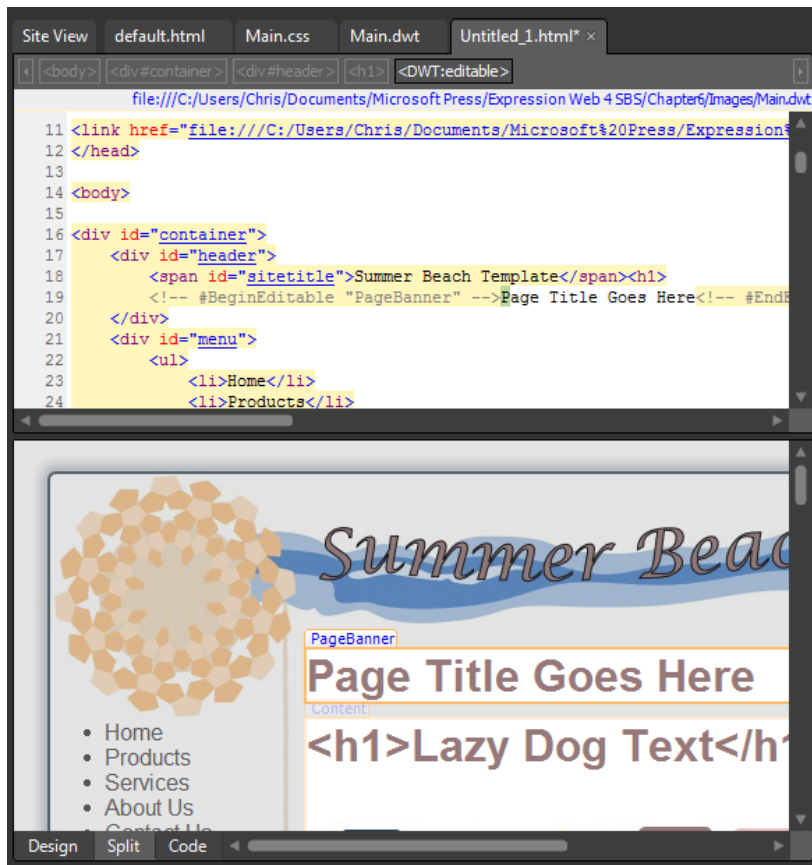 Site View default.html Main.css Main.dwt Untitled_1.html* ×
<body> <div#container> <div#header> <h1> <DWT:editable>
file:///C:/Users/Chris/Documents/Microsoft Press/Expression Web 4 SBS/Chapter6/Images/Main.dwt
11 <link href="file:///C:/Users/Chris/Documents/Microsoft%20Press/Expression%
12 </head>
13
14 <body>
15
16 <div id="container">
17 <div id="header">
18 <span id="sitetitle">Summer Beach Template</span><h1>
19 <!-- #BeginEditable "PageBanner" -->Page Title Goes Here<!-- #EndE
20 </div>
21 <div id="menu">
22 <ul>
23 <li>Home</li>
24 <li>Products</li>
Summer Beac
PageBanner
Page Title Goes Here
Content
<h1>Lazy Dog Text</h1
• Home
• Products
• Services
• About Us
• Contact Us
Design Split Code